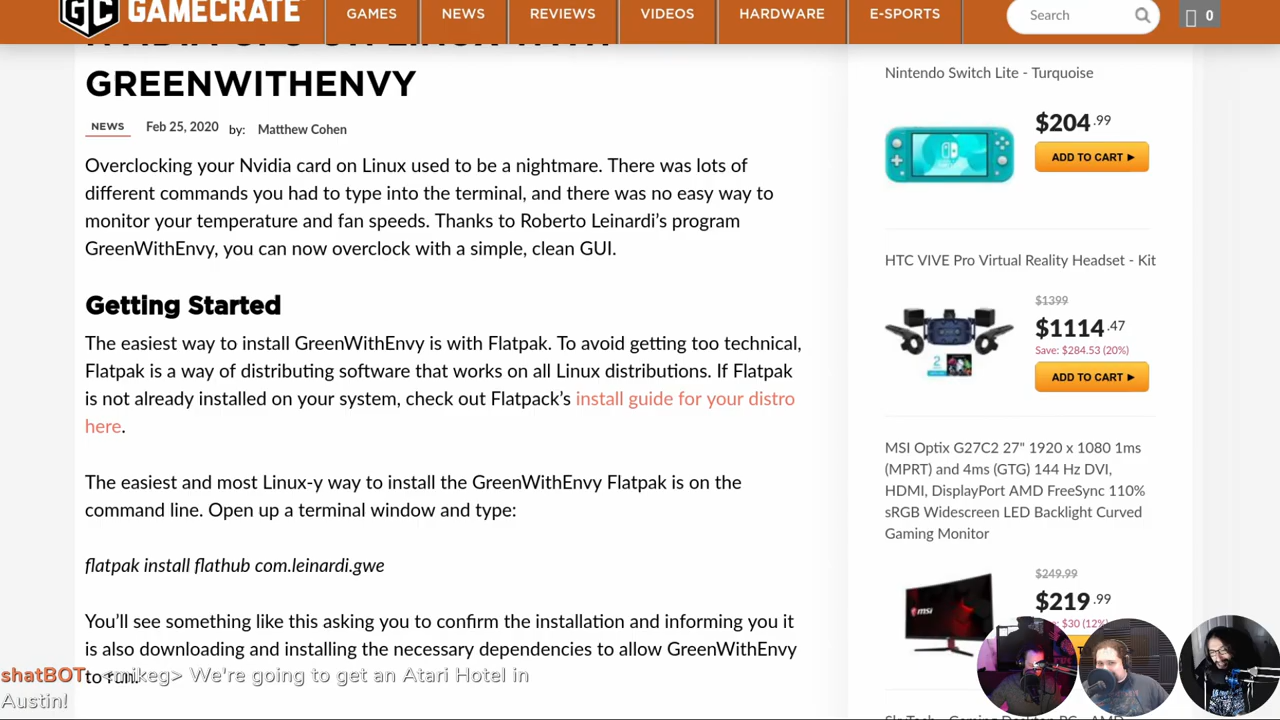 GC GAMECRATE
GAMES
NEWS
REVIEWS
VIDEOS
HARDWARE
E-SPORTS
Search
0
NVIDIA GPU ON LINUX WITH
GREENWITHENVY
NEWS Feb 25, 2020 by: Matthew Cohen
Overclocking your Nvidia card on Linux used to be a nightmare. There was lots of
different commands you had to type into the terminal, and there was no easy way to
monitor your temperature and fan speeds. Thanks to Roberto Leinardi’s program
GreenWithEnvy, you can now overclock with a simple, clean GUI.
Getting Started
The easiest way to install GreenWithEnvy is with Flatpak. To avoid getting too technical,
Flatpak is a way of distributing software that works on all Linux distributions. If Flatpak
is not already installed on your system, check out Flatpack’s install guide for your distro
here.
The easiest and most Linux-y way to install the GreenWithEnvy Flatpak is on the
command line. Open up a terminal window and type:
flatpak install flathub com.leinardi.gwe
You’ll see something like this asking you to confirm the installation and informing you it
is also downloading and installing the necessary dependencies to allow GreenWithEnvy
to run.
shatBOT: <mikeg> We're going to get an Atari Hotel in
Austin!
Nintendo Switch Lite - Turquoise
$204.99
ADD TO CART ►
HTC VIVE Pro Virtual Reality Headset - Kit
$1399
$1114.47
Save: $284.53 (20%)
ADD TO CART ►
MSI Optix G27C2 27" 1920 x 1080 1ms
(MPRT) and 4ms (GTG) 144 Hz DVI,
HDMI, DisplayPort AMD FreeSync 110%
sRGB Widescreen LED Backlight Curved
Gaming Monitor
$249.99
$219.99
$30 (12%)